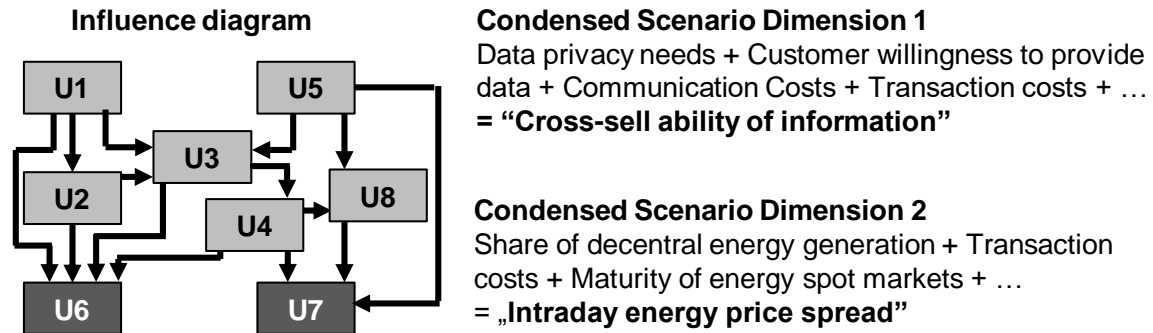 Influence diagram
U1
U5
U3
U2
U8
U4
U6
U7
Condensed Scenario Dimension 1
Data privacy needs + Customer willingness to provide
data + Communication Costs + Transaction costs + …
= “Cross-sell ability of information”
Condensed Scenario Dimension 2
Share of decentral energy generation + Transaction
costs + Maturity of energy spot markets + …
= „Intraday energy price spread”